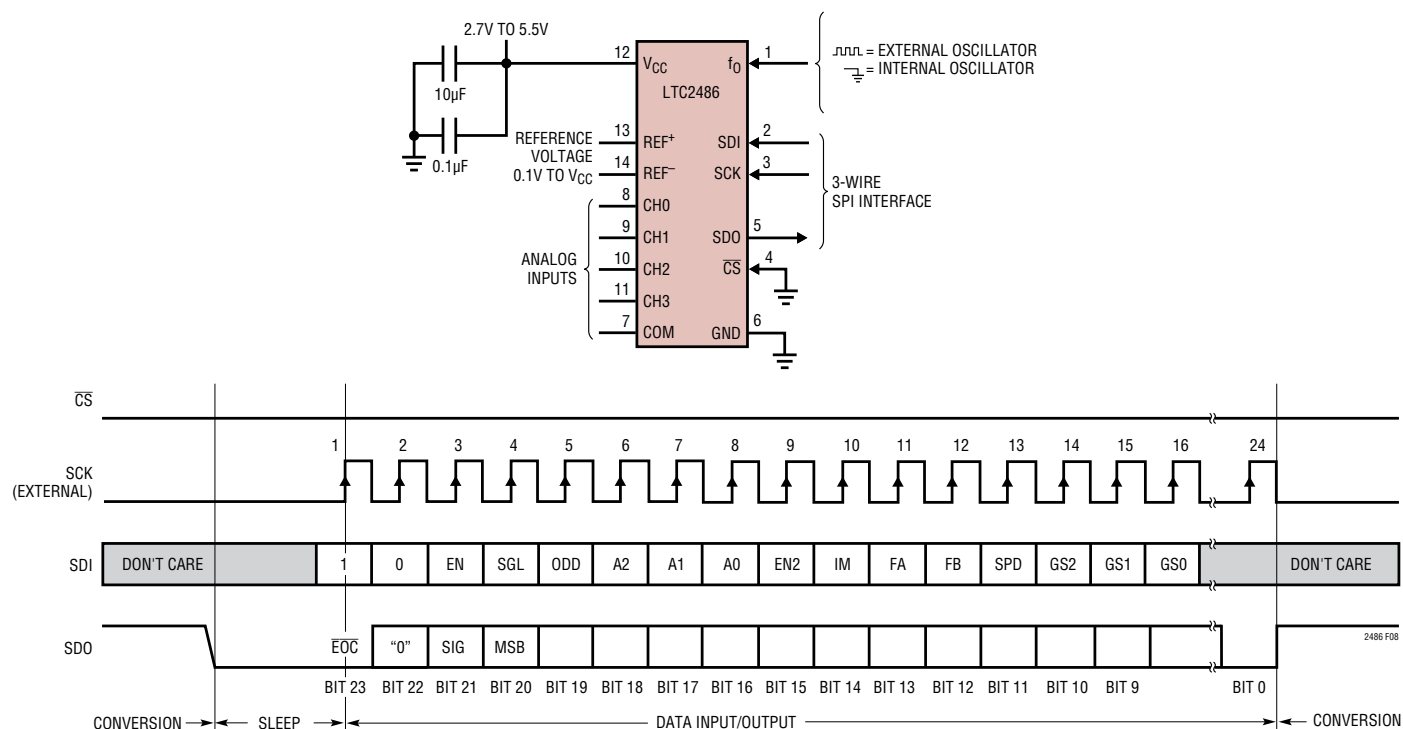 2.7V TO 5.5V
10µF
0.1µF
REFERENCE
VOLTAGE
0.1V TO VCC
ANALOG
INPUTS
12
13
14
8
9
10
11
7
VCC
REF+
REF–
CH0
CH1
CH2
CH3
COM
LTC2486
fO
SDI
SCK
SDO
CS
GND
1
2
3
5
4
6
= EXTERNAL OSCILLATOR
= INTERNAL OSCILLATOR
3-WIRE
SPI INTERFACE
CS
1 2 3 4 5 6 7 8 9 10 11 12 13 14 15 16 24
SCK
(EXTERNAL)
SDI DON'T CARE 1 0 EN SGL ODD A2 A1 A0 EN2 IM FA FB SPD GS2 GS1 GS0 DON'T CARE
SDO EOC "0" SIG MSB
2486 F08
BIT 23 BIT 22 BIT 21 BIT 20 BIT 19 BIT 18 BIT 17 BIT 16 BIT 15 BIT 14 BIT 13 BIT 12 BIT 11 BIT 10 BIT 9 BIT 0
CONVERSION SLEEP DATA INPUT/OUTPUT CONVERSION